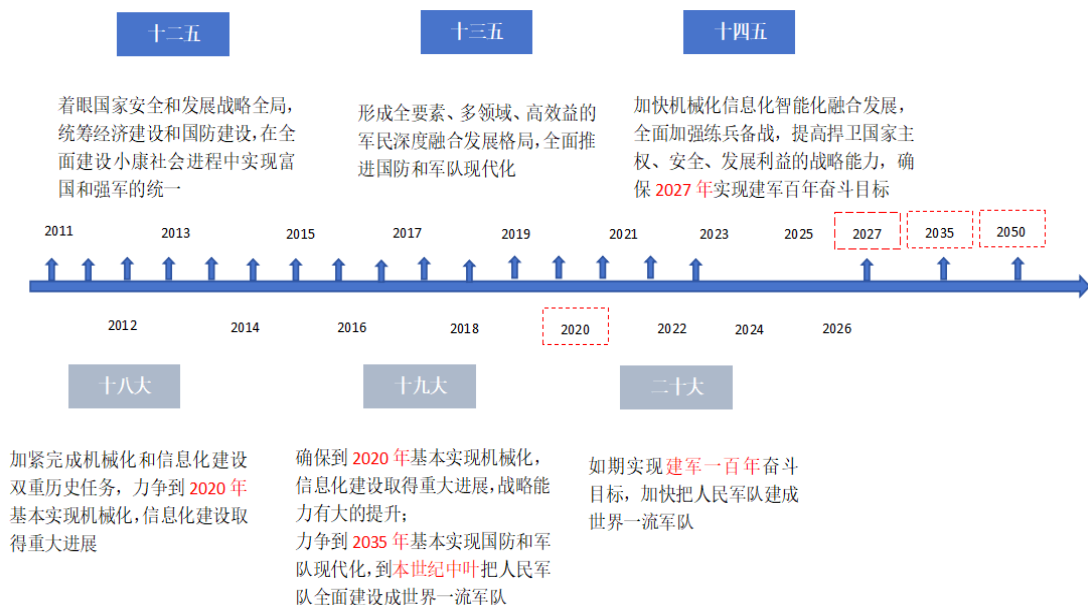 十二五
十三五
十四五
着眼国家安全和发展战略全局，
统筹经济建设和国防建设，在全
面建设小康社会进程中实现富
国和强军的统一
形成全要素、多领域、高效益的
军民深度融合发展格局，全面推
进国防和军队现代化
加快机械化信息化智能化融合发展，
全面加强练兵备战，提高捍卫国家主
权、安全、发展利益的战略能力，确
保 2027 年实现建军百年奋斗目标
2011 2013 2015 2017 2019 2021 2023 2025 2027 2035 2050
2012 2014 2016 2018 2020 2022 2024 2026
十八大
十九大
二十大
加紧完成机械化和信息化建设
双重历史任务，力争到 2020 年
基本实现机械化，信息化建设取
得重大进展
确保到 2020 年基本实现机械化，
信息化建设取得重大进展，战略能
力有大的提升；
力争到 2035 年基本实现国防和军
队现代化，到本世纪中叶把人民军
队全面建设成世界一流军队
如期实现建军一百年奋斗
目标，加快把人民军队建成
世界一流军队